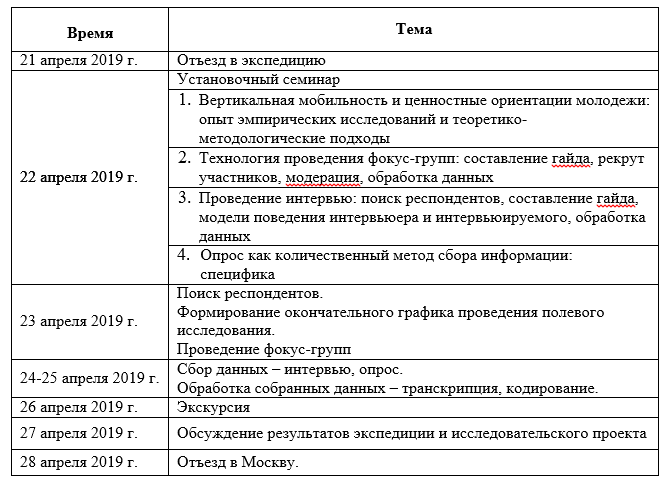 Время
Тема
21 апреля 2019 г.
Отъезд в экспедицию
22 апреля 2019 г.
Установочный семинар
1. Вертикальная мобильность и ценностные ориентации молодежи:
опыт эмпирических исследований и теоретико-
методологические подходы
2. Технология проведения фокус-групп: составление гайда, рекрут
участников, модерация, обработка данных
3. Проведение интервью: поиск респондентов, составление гайда,
модели поведения интервьюера и интервьюируемого, обработка
данных
4. Опрос как количественный метод сбора информации:
специфика
23 апреля 2019 г.
Поиск респондентов.
Формирование окончательного графика проведения полевого
исследования.
Проведение фокус-групп
24-25 апреля 2019 г.
Сбор данных – интервью, опрос.
Обработка собранных данных – транскрипция, кодирование.
26 апреля 2019 г.
Экскурсия
27 апреля 2019 г.
Обсуждение результатов экспедиции и исследовательского проекта
28 апреля 2019 г.
Отъезд в Москву.